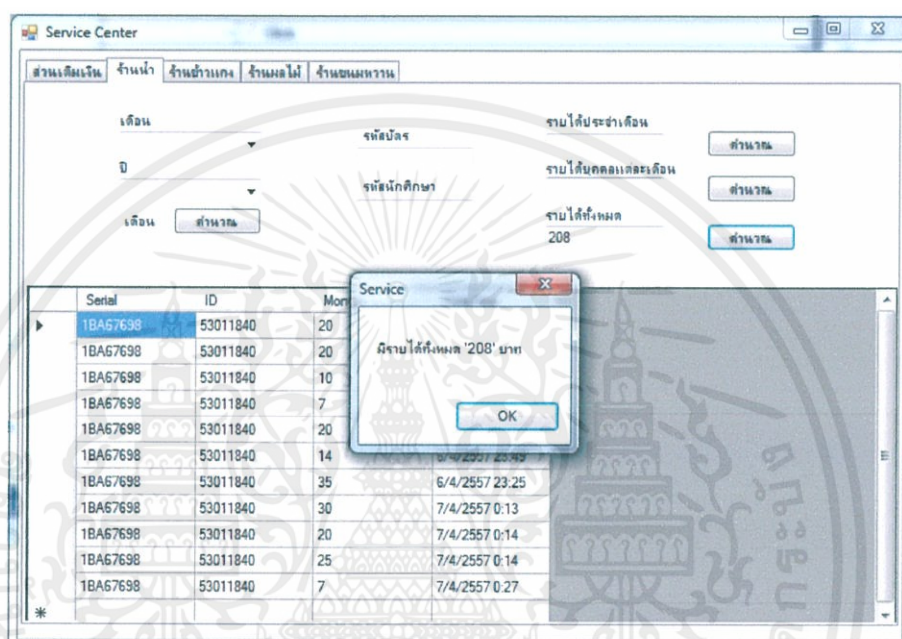 Service Center
ส่วนเติมเงิน ร้านน้ำ ร้านข้าวแกง ร้านผลไม้ ร้านขนมหวาน
เดือน
ปี
เดือน คำนวณ
รหัสบัตร
รหัสนักศึกษา
รายได้ประจำเดือน
คำนวณ
รายได้บุคคลแต่ละเดือน
คำนวณ
รายได้ทั้งหมด
208 คำนวณ
Serial ID
1BA67698 53011840 20
1BA67698 53011840 20
1BA67698 53011840 10
1BA67698 53011840 7
1BA67698 53011840 20
1BA67698 53011840 14 6/4/2557 23:49
1BA67698 53011840 35 6/4/2557 23:25
1BA67698 53011840 30 7/4/2557 0:13
1BA67698 53011840 20 7/4/2557 0:14
1BA67698 53011840 25 7/4/2557 0:14
1BA67698 53011840 7 7/4/2557 0:27
Service
มีรายได้ทั้งหมด '208' บาท
OK